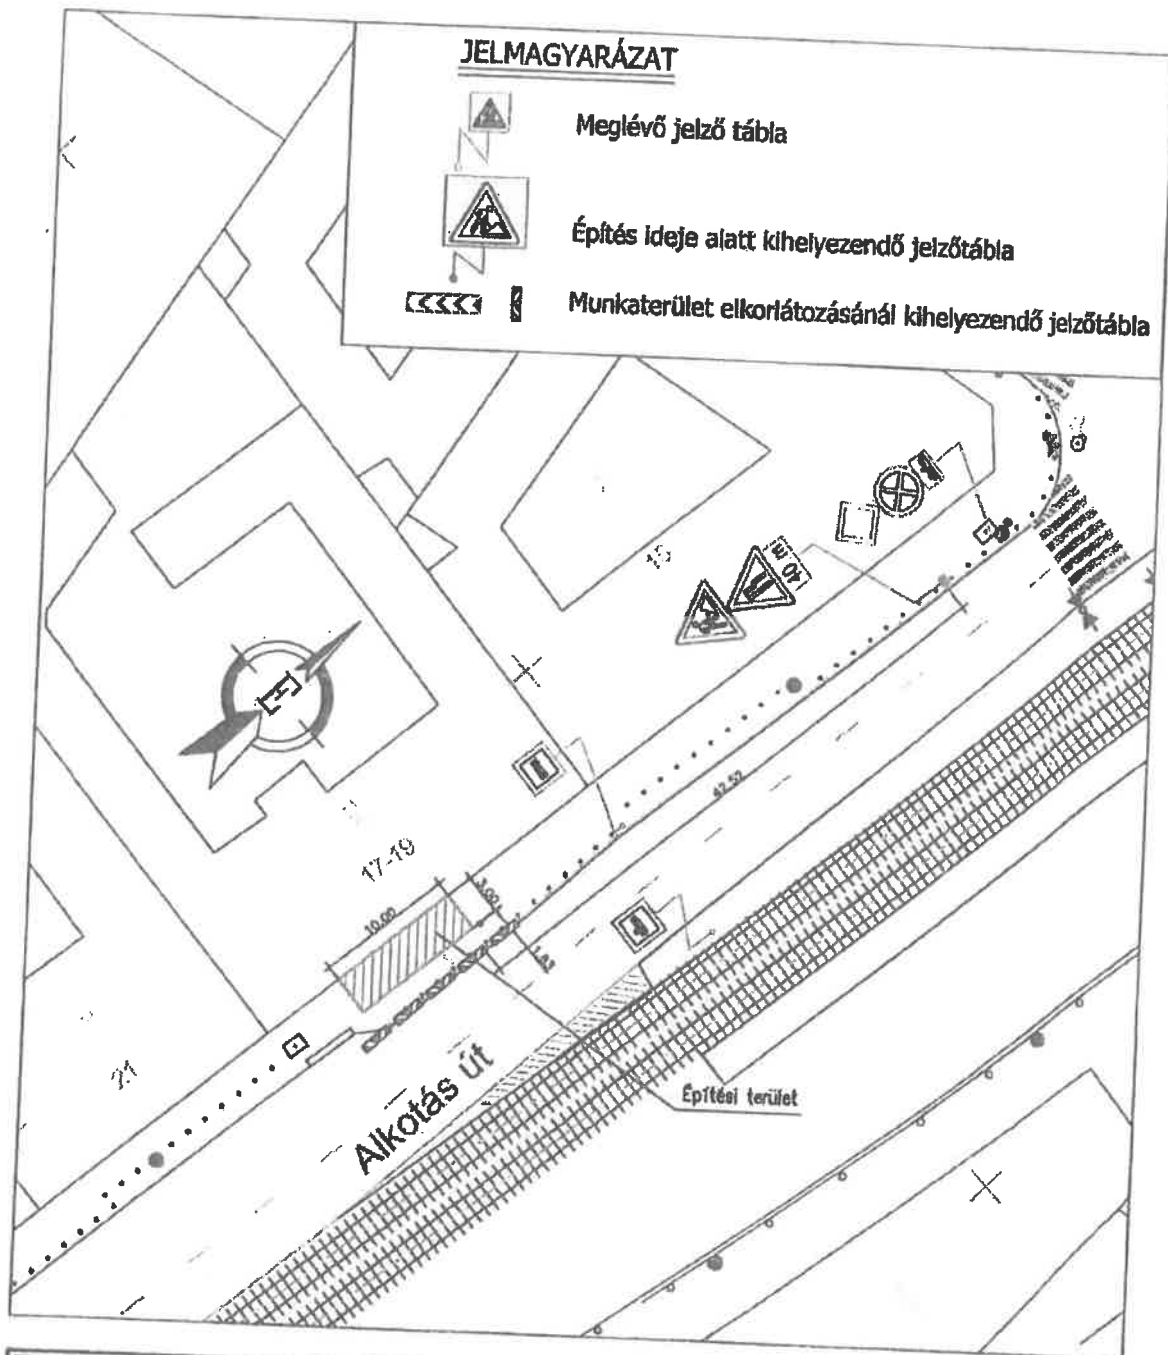 JELMAGYARÁZAT
Meglévő jelző tábla
Építés ideje alatt kihelyezendő jelzőtábla
Munkaterület elkorlátozásánál kihelyezendő jelzőtábla
15
40 m
17-19
47.52
10.00
3.00
21
Alkotás út
Építési terület